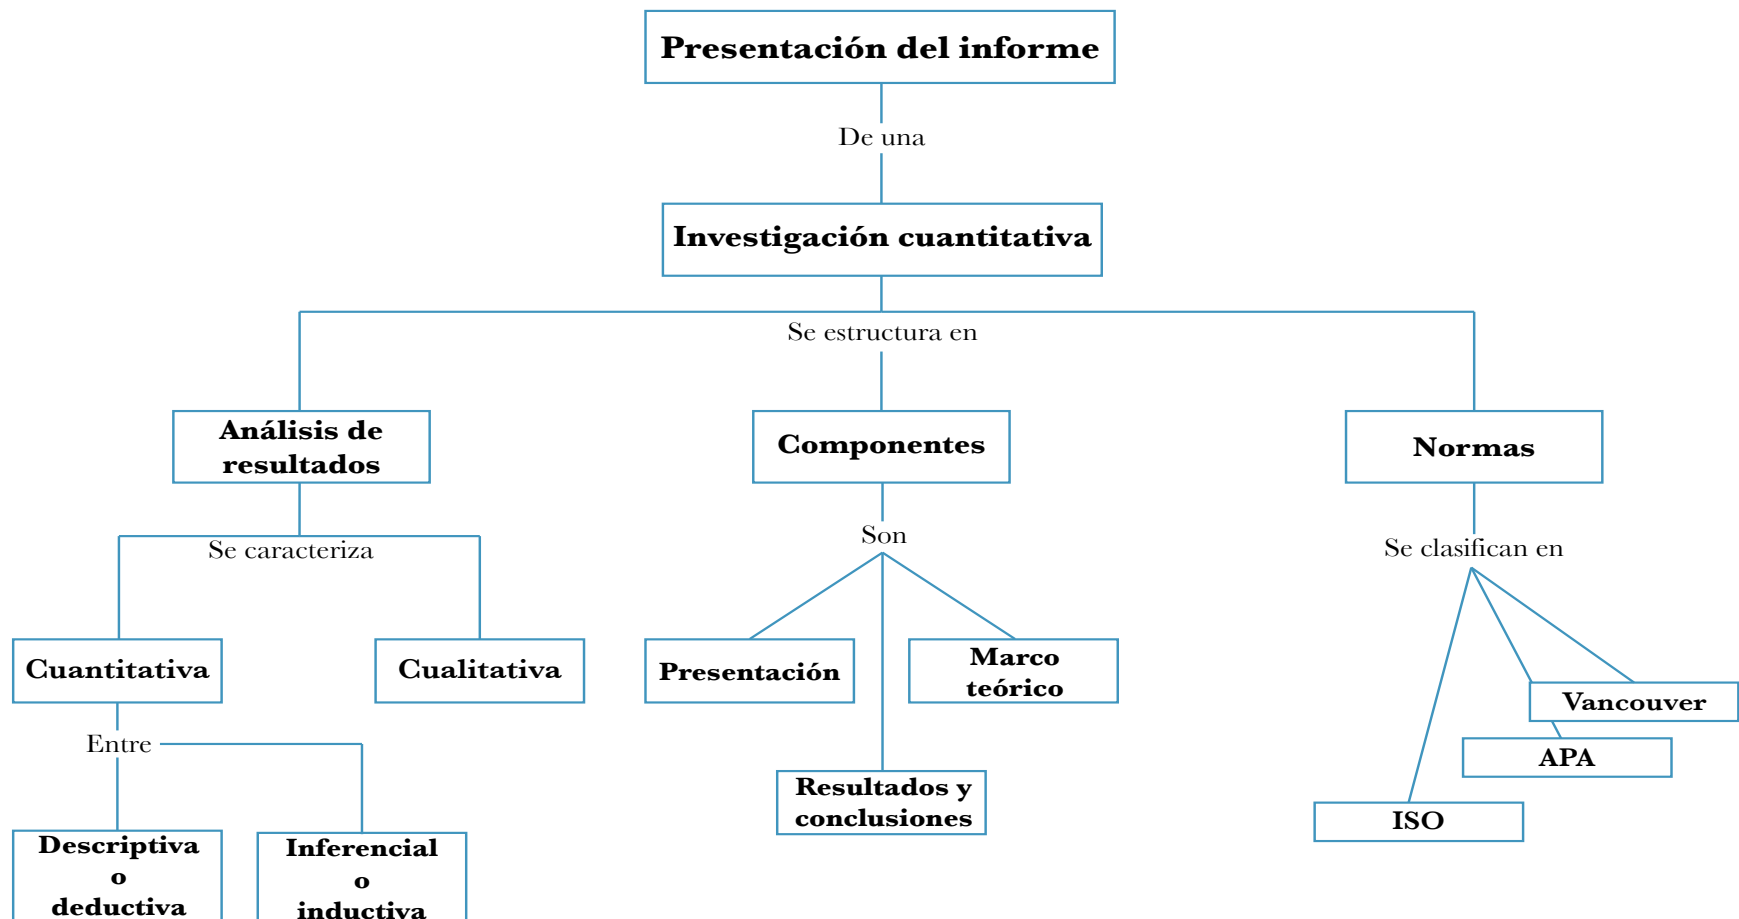 Presentación del informe
De una
Investigación cuantitativa
Se estructura en
Análisis de
resultados
Componentes
Normas
Se caracteriza
Son
Se clasifican en
Cuantitativa
Cualitativa
Presentación
Marco
teórico
Vancouver
Entre
APA
Resultados y
conclusiones
ISO
Descriptiva
o
deductiva
Inferencial
o
inductiva